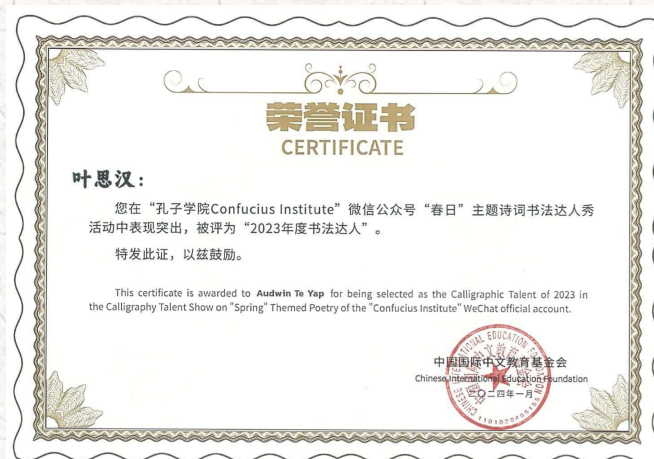 荣誉证书
CERTIFICATE
叶思汉：
您在“孔子学院Confucius Institute”微信公众号“春日”主题诗词书法达人秀
活动中表现突出，被评为“2023年度书法达人”。
特发此证，以兹鼓励。
This certificate is awarded to Audwin Te Yap for being selected as the Calligraphic Talent of 2023 in
the Calligraphy Talent Show on "Spring" Themed Poetry of the "Confucius Institute" WeChat official account.
中国国际中文教育基金会
Chinese International Education Foundation
二〇二四年一月
CHINESE INTERNATIONAL EDUCATION FOUNDATION